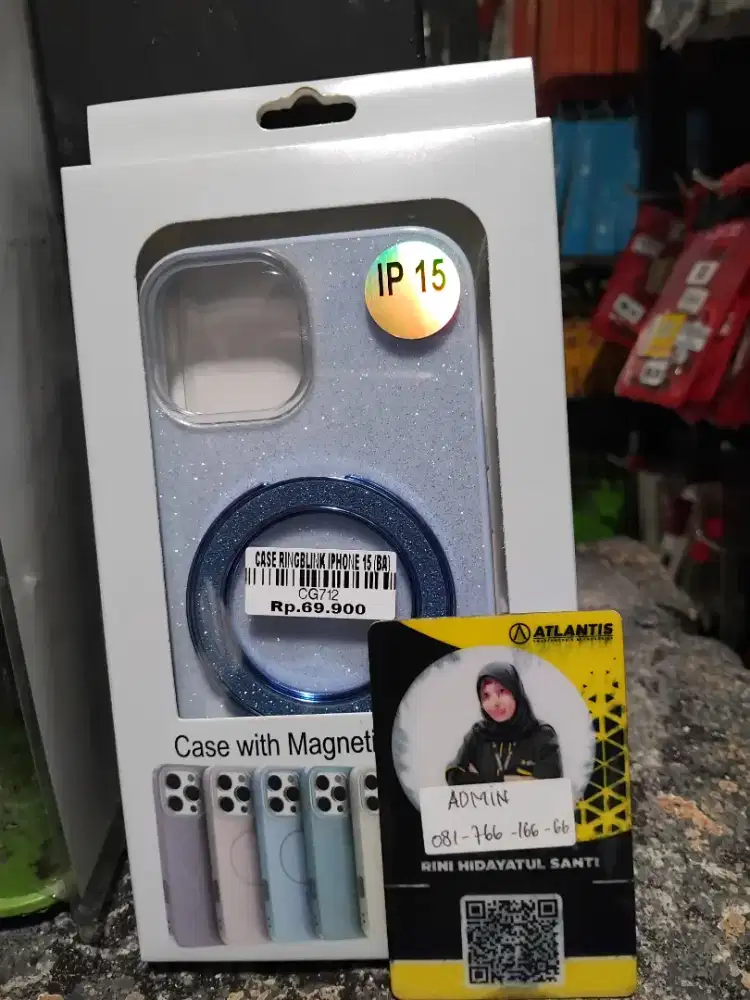 IP 15
CASE RINGBLINK IPHONE 15 (BA)
CG712
Rp.69.900
Case with Magneti
ATLANTIS
ADMIN
081-766-166-66
RINI HIDAYATUL SANTI